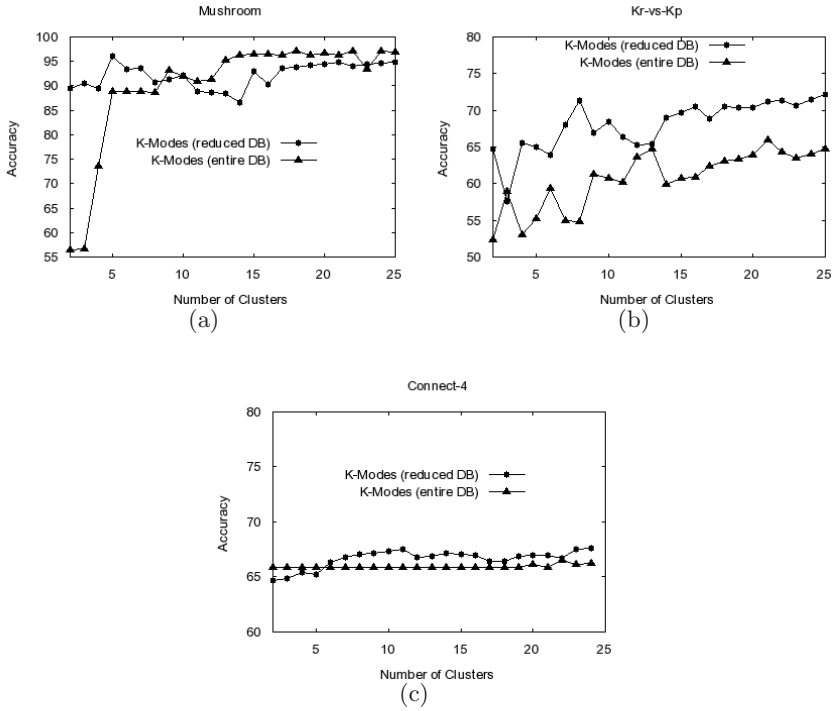 Mushroom
100
95
90
85
80
75
70
65
60
55
Accuracy
K-Modes (reduced DB)
K-Modes (entire DB)
5 10 15 20 25
Number of Clusters
(a)
Kr-vs-Kp
80
75
70
65
60
55
50
Accuracy
K-Modes (reduced DB)
K-Modes (entire DB)
5 10 15 20 25
Number of Clusters
(b)
Connect-4
80
75
70
65
60
Accuracy
K-Modes (reduced DB)
K-Modes (entire DB)
5 10 15 20 25
Number of Clusters
(c)